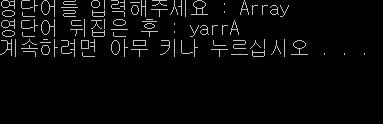 영단어를 입력해주세요 : Array
영단어 뒤집은 후 : yarrA
계속하려면 아무 키나 누르십시오 . . .